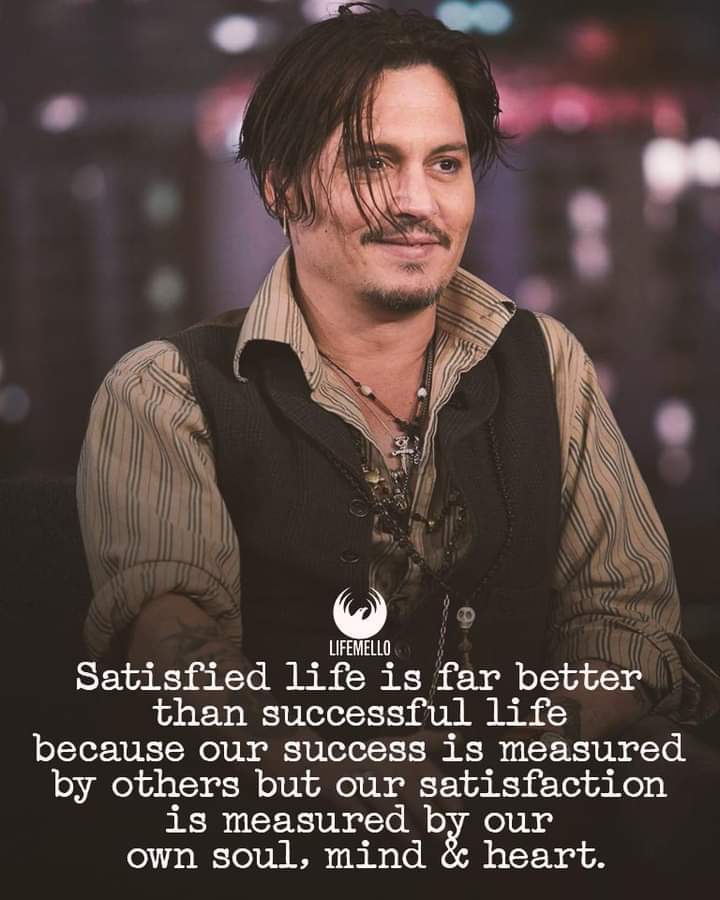 LIFEMELLO
Satisfied life is far better
than successful life
because our success is measured
by others but our satisfaction
is measured by our
own soul, mind & heart.